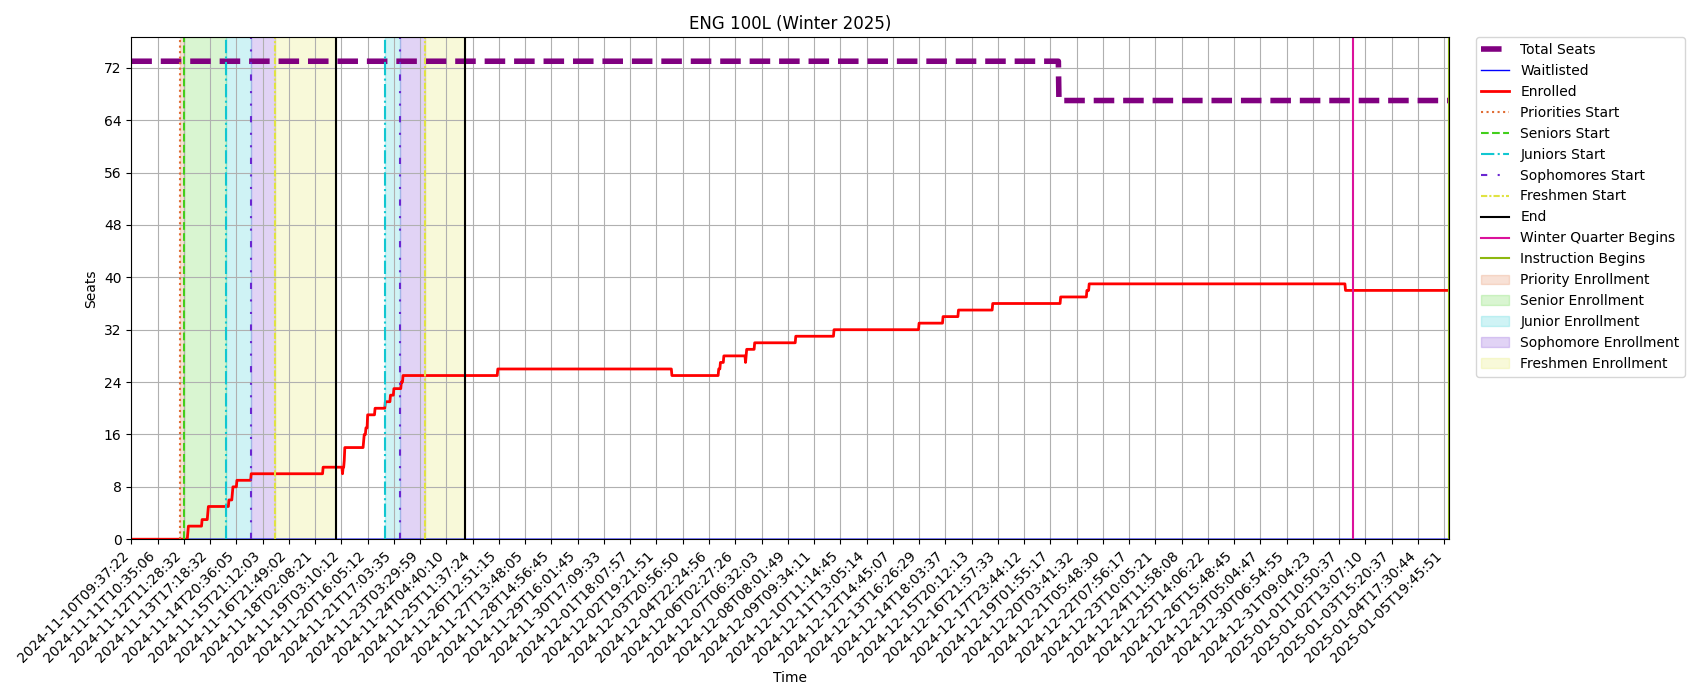 ENG 100L (Winter 2025)
Total Seats
Waitlisted
Enrolled
Priorities Start
Seniors Start
Juniors Start
Sophomores Start
Freshmen Start
End
Winter Quarter Begins
Instruction Begins
Priority Enrollment
Senior Enrollment
Junior Enrollment
Sophomore Enrollment
Freshmen Enrollment
Seats
72
64
56
48
40
32
24
16
8
0
2024-11-10T09:37:22
2024-11-11T10:35:06
2024-11-12T11:28:32
2024-11-13T17:18:32
2024-11-14T20:36:05
2024-11-15T21:12:03
2024-11-16T21:49:02
2024-11-18T02:08:21
2024-11-19T03:10:12
2024-11-20T16:05:12
2024-11-21T17:03:35
2024-11-23T03:29:59
2024-11-24T04:40:10
2024-11-25T11:37:24
2024-11-26T12:51:15
2024-11-27T13:48:05
2024-11-28T14:56:45
2024-11-29T16:01:45
2024-11-30T17:09:33
2024-12-01T18:07:57
2024-12-02T19:21:51
2024-12-03T20:56:50
2024-12-04T22:24:56
2024-12-06T02:27:26
2024-12-07T06:32:03
2024-12-08T08:01:49
2024-12-09T09:34:11
2024-12-10T11:14:45
2024-12-11T13:05:14
2024-12-12T14:45:07
2024-12-13T16:26:29
2024-12-14T18:03:37
2024-12-15T20:12:13
2024-12-16T21:57:33
2024-12-17T23:44:12
2024-12-19T01:55:17
2024-12-20T03:41:32
2024-12-21T05:48:30
2024-12-22T07:56:17
2024-12-23T10:05:21
2024-12-24T11:58:08
2024-12-25T14:06:22
2024-12-26T15:48:45
2024-12-29T05:04:47
2024-12-30T06:54:55
2024-12-31T09:04:23
2025-01-01T10:50:37
2025-01-02T13:07:10
2025-01-03T15:20:37
2025-01-04T17:30:44
2025-01-05T19:45:51
Time